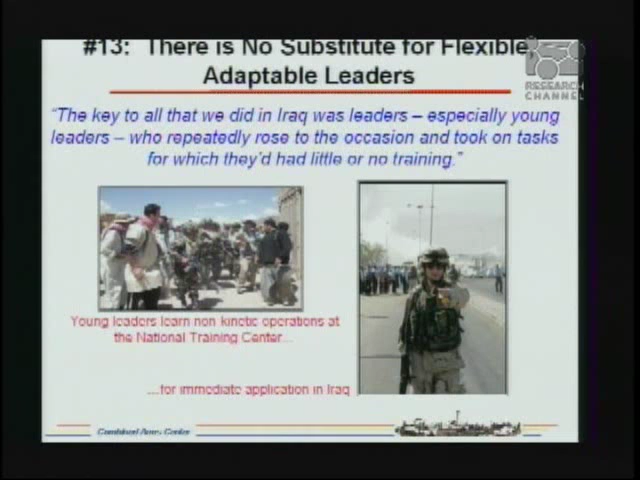 #13: There is No Substitute for Flexible,
Adaptable Leaders
RESEARCH
CHANNEL
"The key to all that we did in Iraq was leaders – especially young
leaders – who repeatedly rose to the occasion and took on tasks
for which they'd had little or no training."
Young leaders learn non-kinetic operations at
the National Training Center...
....for immediate application in Iraq
Combined Arms Center